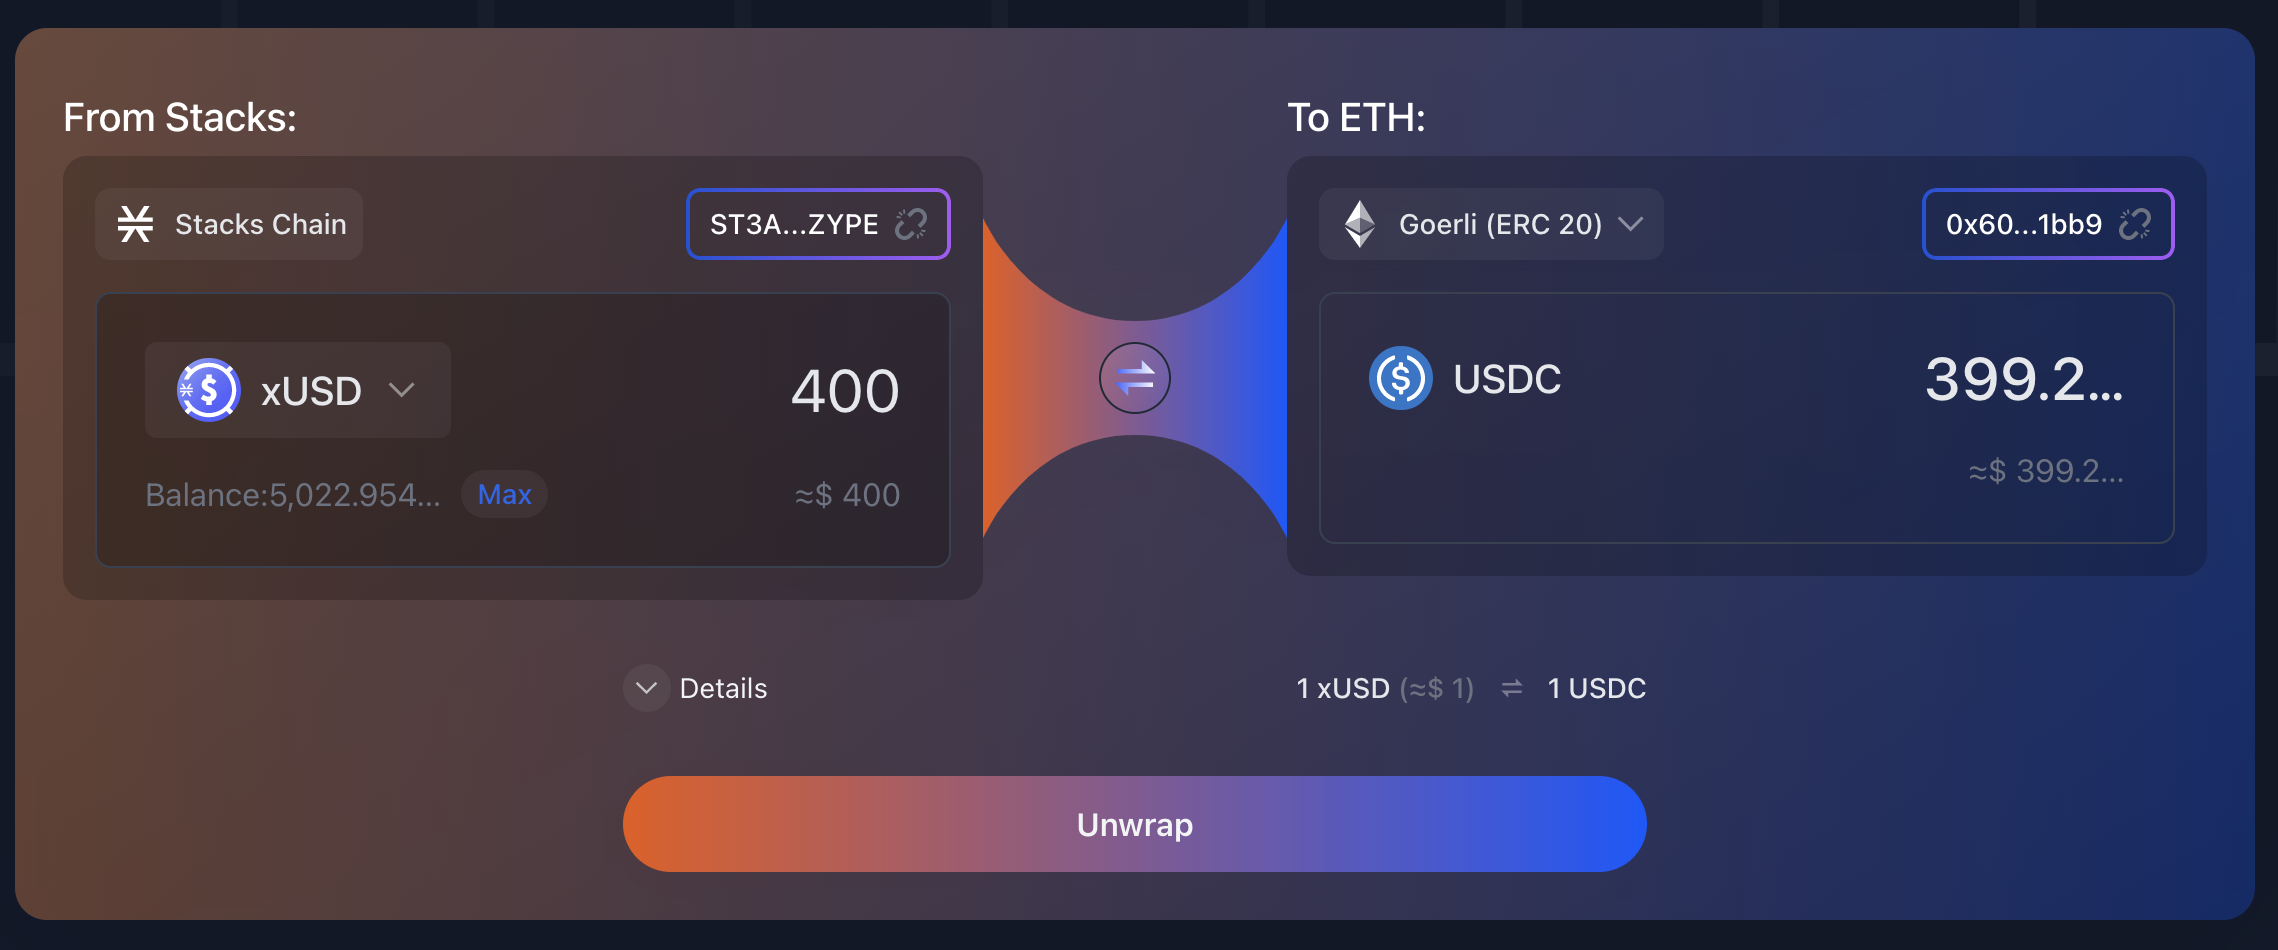 From Stacks:
Stacks Chain
ST3A...ZYPE
xUSD
400
Balance:5,022.954...
Max
≈$ 400
To ETH:
Goerli (ERC 20)
0x60...1bb9
USDC
399.2...
≈$ 399.2...
Details
1 xUSD (≈$ 1) ⇌ 1 USDC
Unwrap